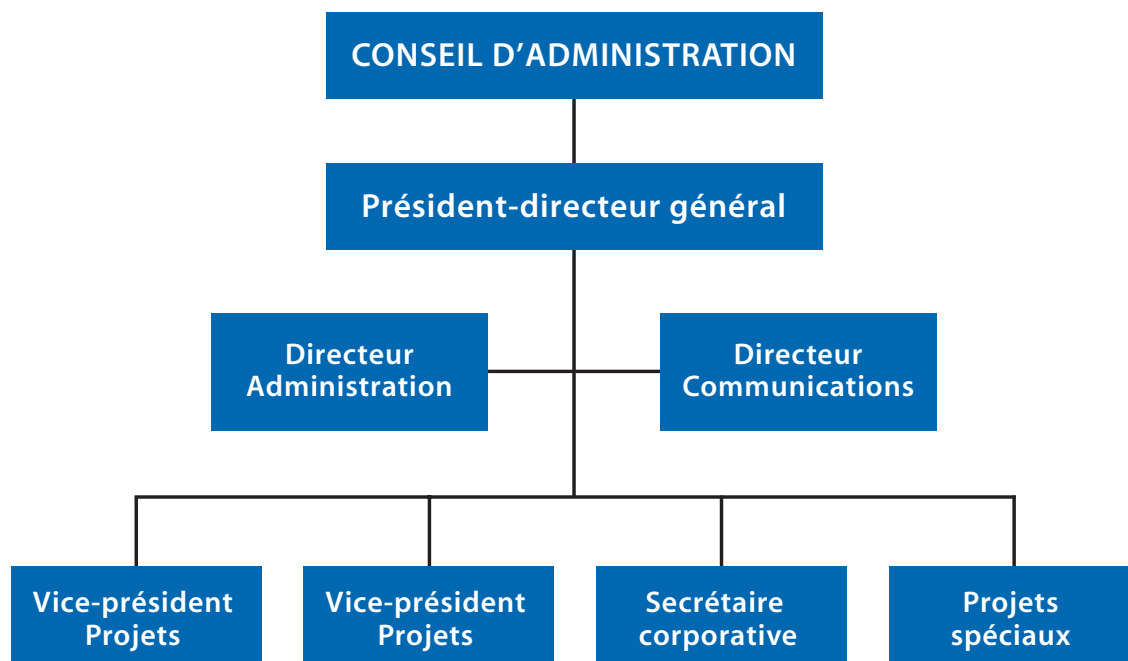 CONSEIL D’ADMINISTRATION
Président-directeur général
Directeur
Administration
Directeur
Communications
Vice-président
Projets
Vice-président
Projets
Secrétaire
corporative
Projets
spéciaux